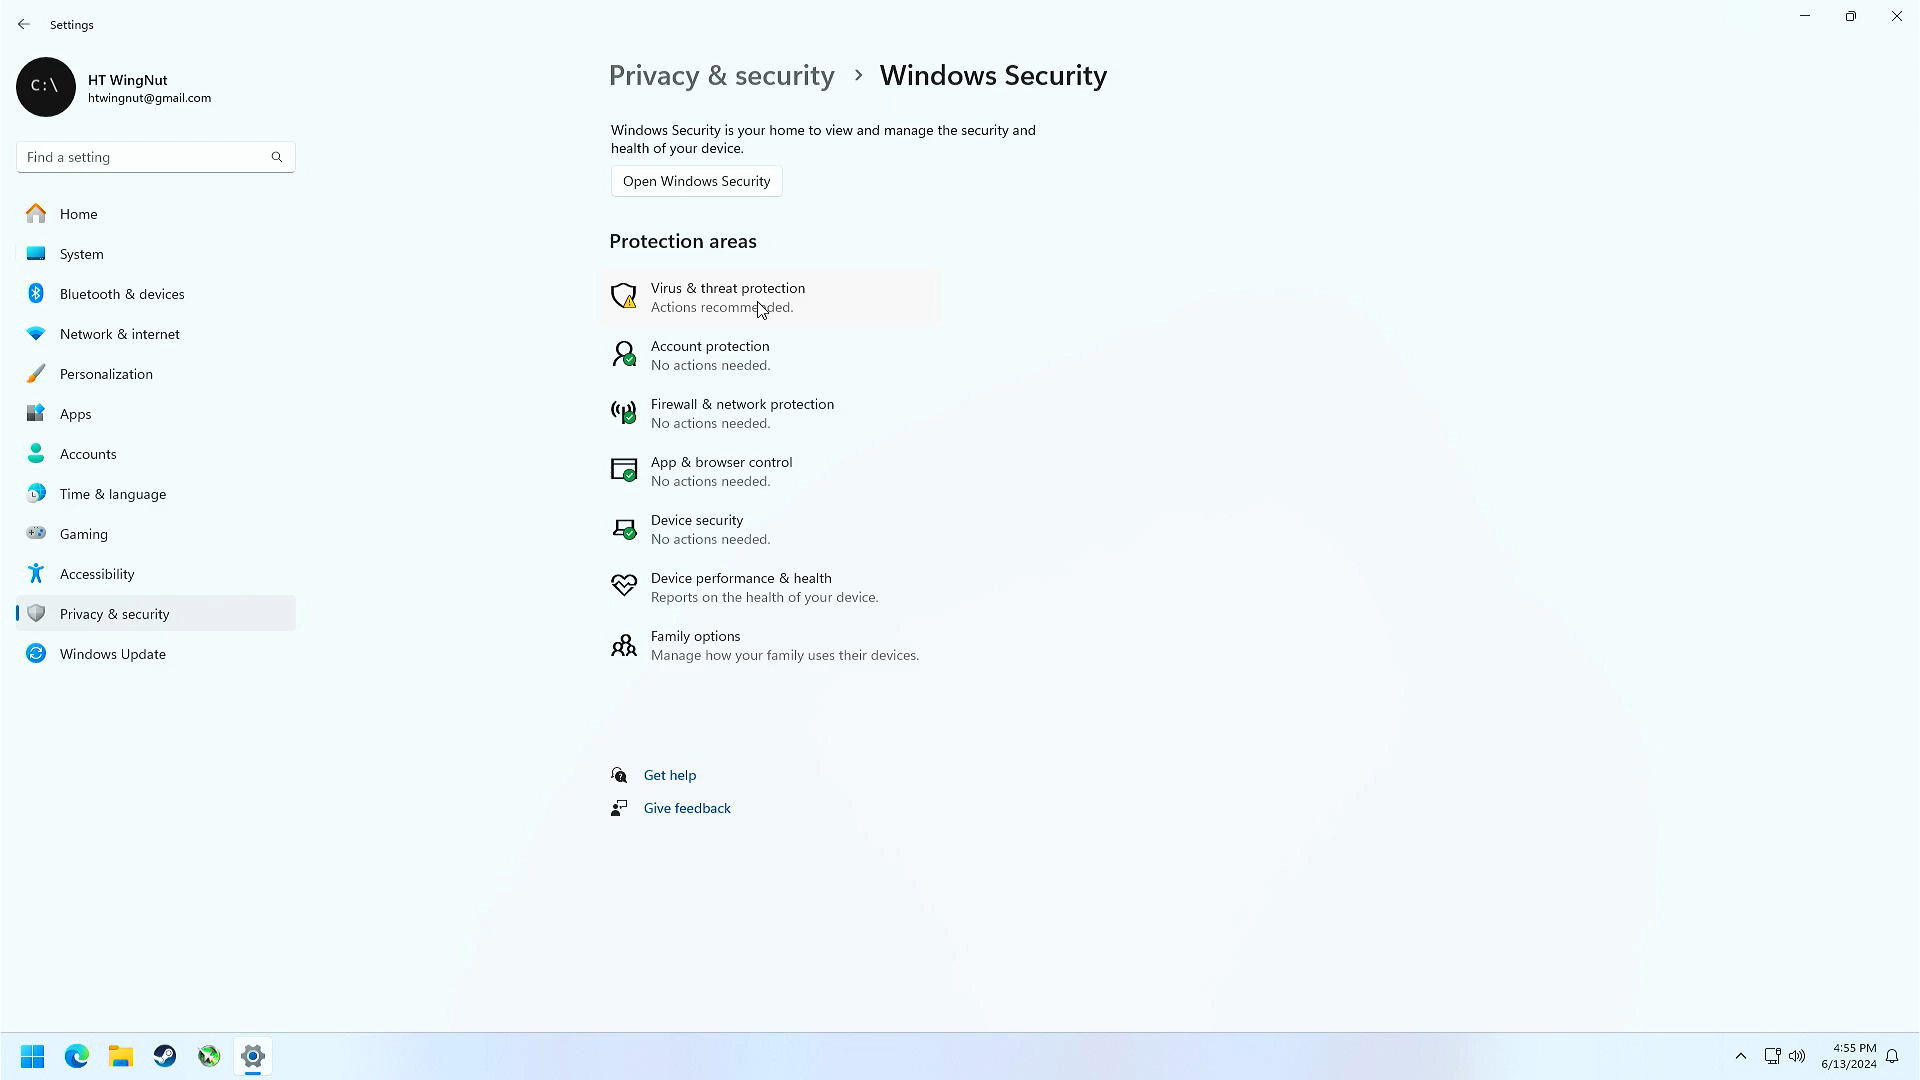 Settings
C:\
HT WingNut
htwingnut@gmail.com
Find a setting
Home
System
Bluetooth & devices
Network & internet
Personalization
Apps
Accounts
Time & language
Gaming
Accessibility
Privacy & security
Windows Update
Privacy & security > Windows Security
Windows Security is your home to view and manage the security and
health of your device.
Open Windows Security
Protection areas
Virus & threat protection
Actions recommended.
Account protection
No actions needed.
Firewall & network protection
No actions needed.
App & browser control
No actions needed.
Device security
No actions needed.
Device performance & health
Reports on the health of your device.
Family options
Manage how your family uses their devices.
Get help
Give feedback
4:55 PM
6/13/2024